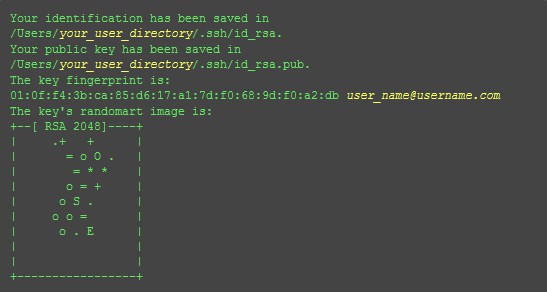 Your identification has been saved in
/Users/your_user_directory/.ssh/id_rsa.
Your public key has been saved in
/Users/your_user_directory/.ssh/id_rsa.pub.
The key fingerprint is:
01:0f:f4:3b:ca:85:d6:17:a1:7d:f0:68:9d:f0:a2:db user_name@username.com
The key's randomart image is:
+--[ RSA 2048]----+
|     .+   +      |
|       = o O .   |
|        = * *    |
|       o = +     |
|      o S .      |
|     o o =       |
|      o . E      |
|                 |
|                 |
+-----------------+